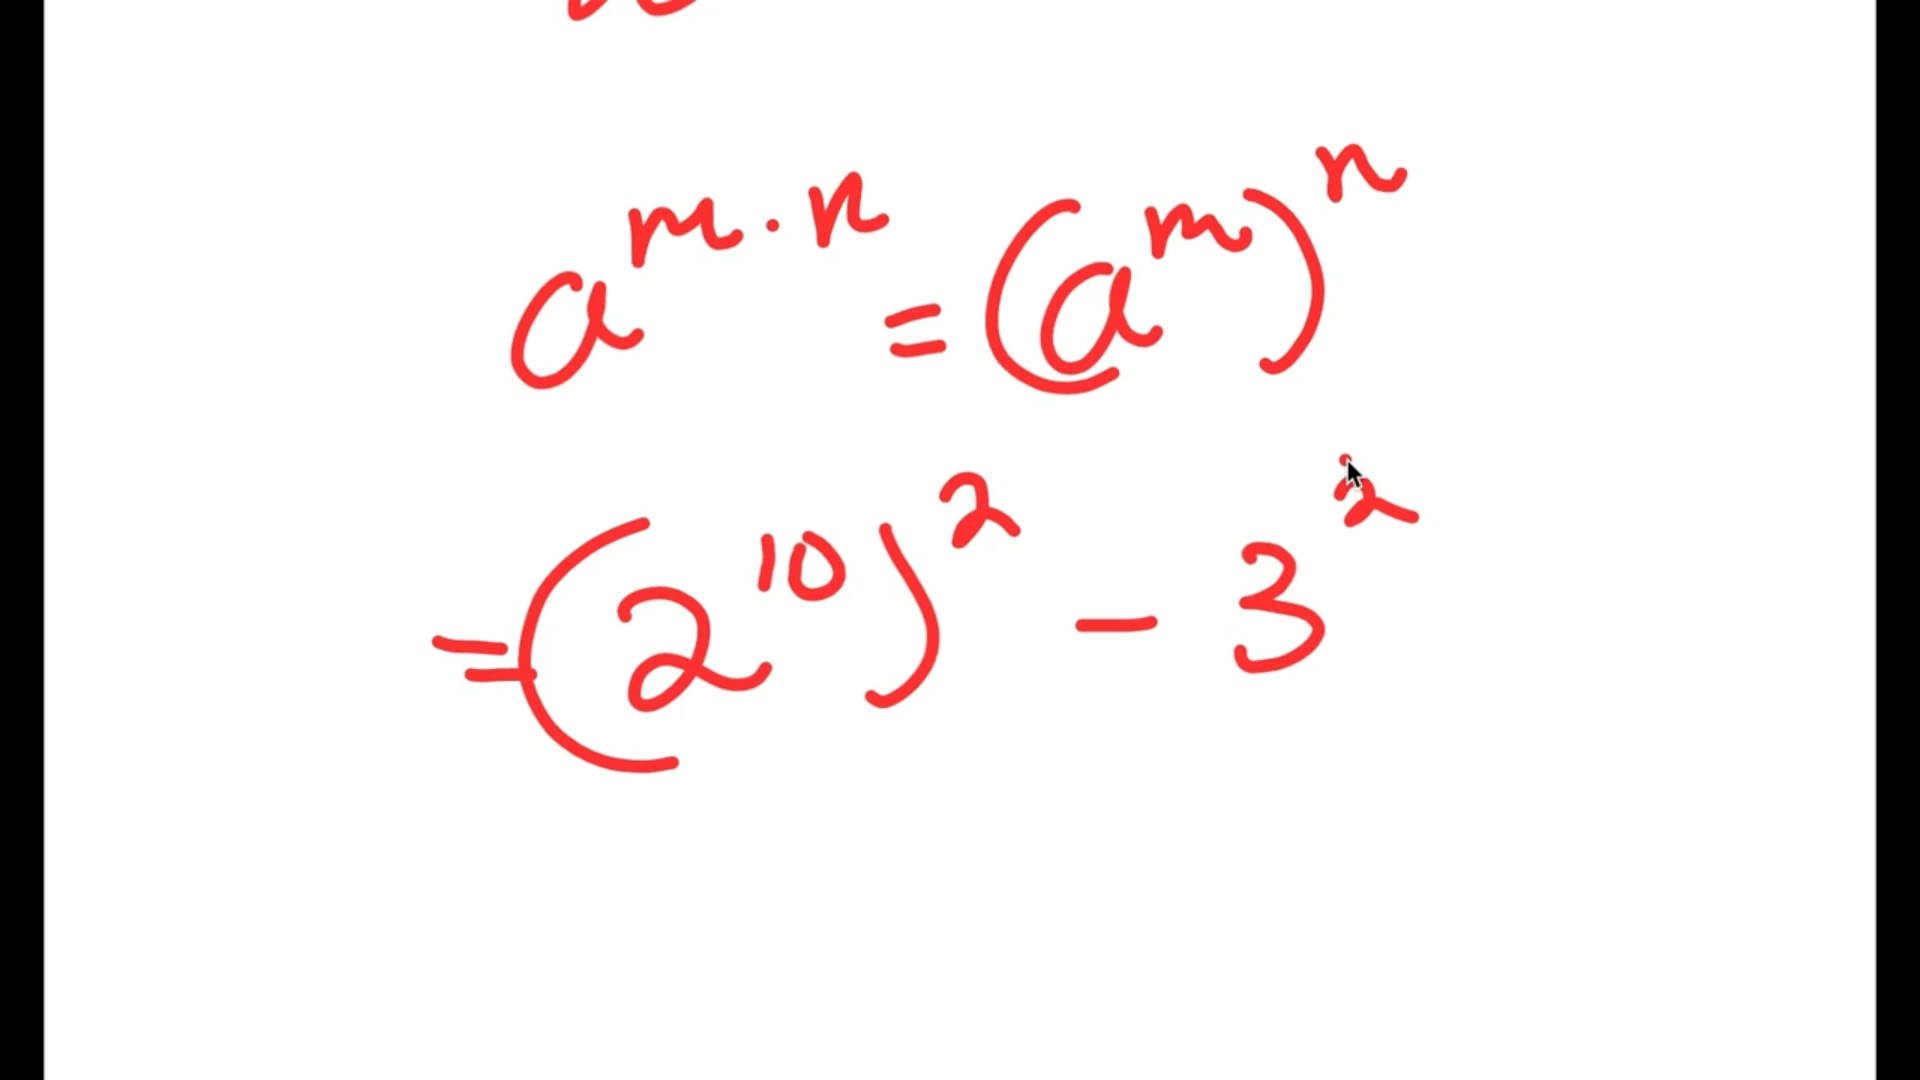 a^{m·n} = (a^m)^n
= (2^{10})^2 - 3^2